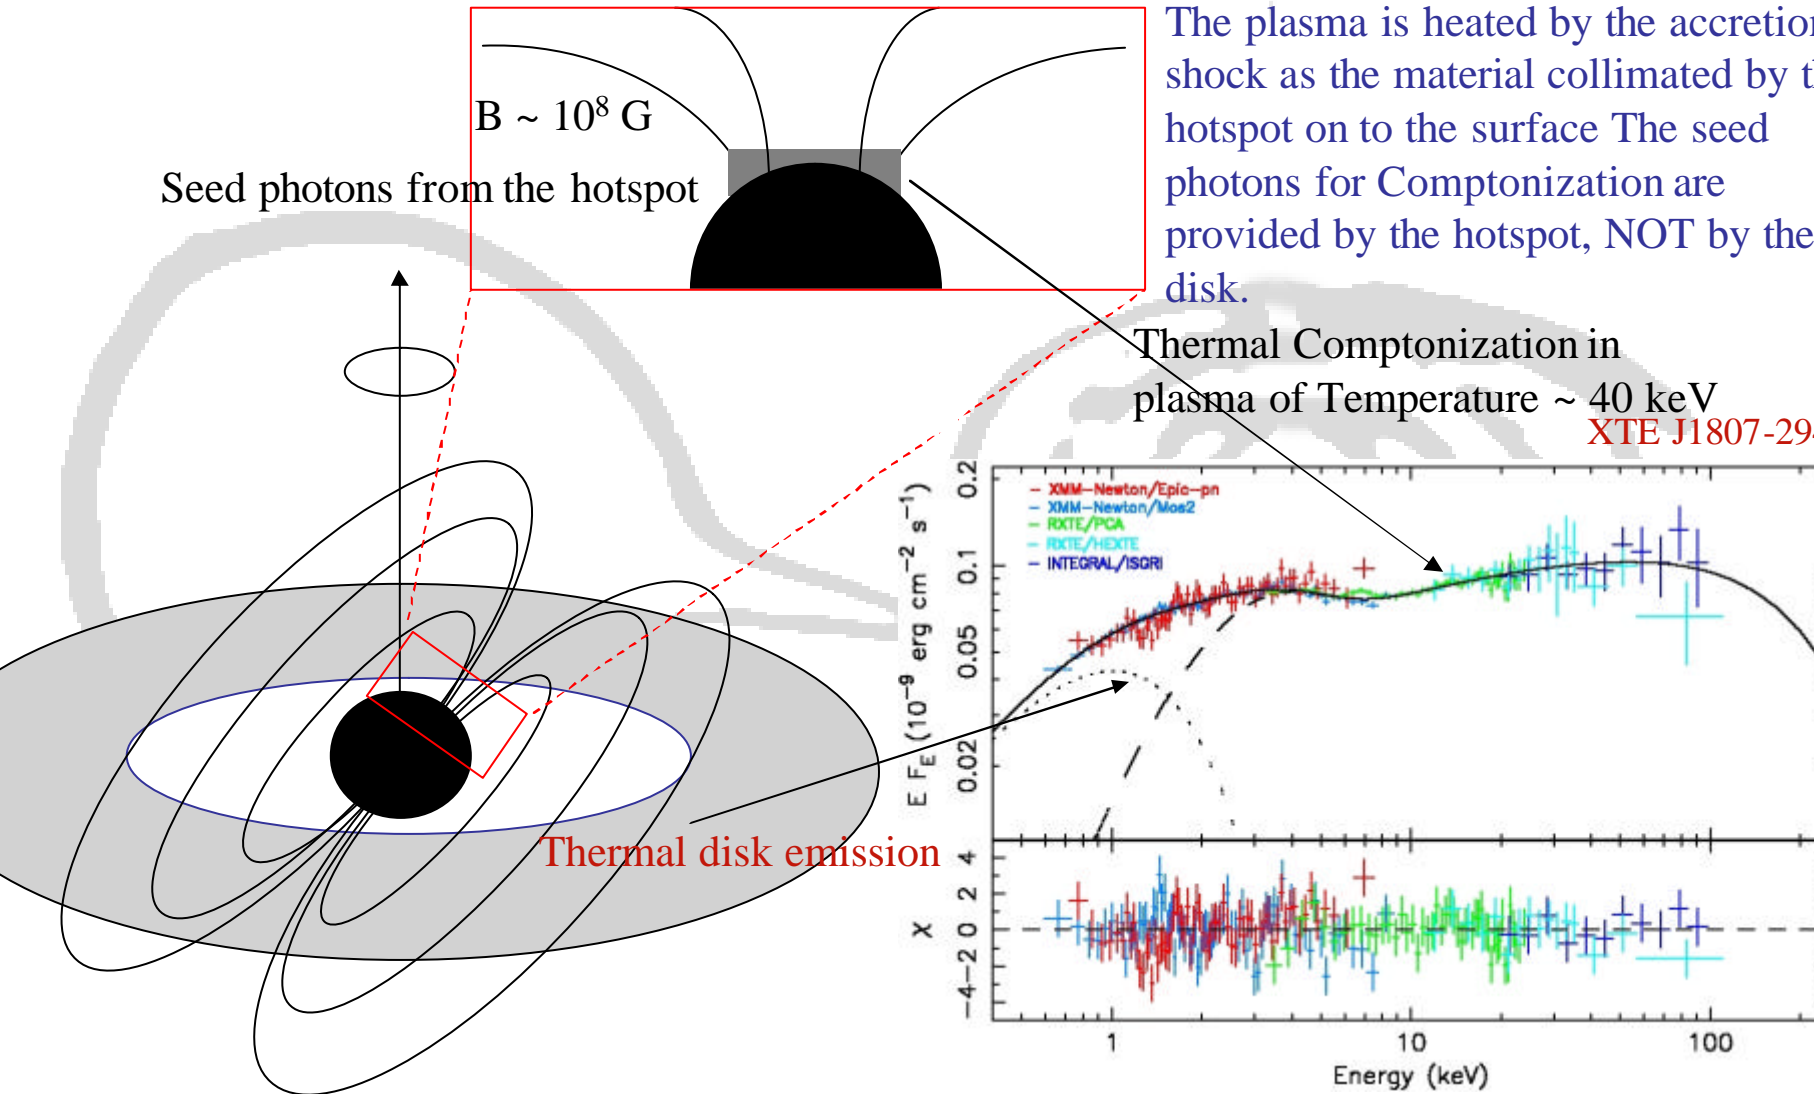 The plasma is heated by the accretion
shock as the material collimated by th
hotspot on to the surface The seed
photons for Comptonization are
provided by the hotspot, NOT by the
disk.
B ~ 10⁸ G
Seed photons from the hotspot
Thermal Comptonization in
plasma of Temperature ~ 40 keV
XTE J1807-294
XMM-Newton/Epic-pn
XMM-Newton/Mos2
RXTE/PCA
RXTE/HEXTE
INTEGRAL/ISGRI
E F_E (10⁻⁹ erg cm⁻² s⁻¹)
0.2
0.1
0.05
0.02
Thermal disk emission
χ
4
2
0
−2
−4
1 10 100
Energy (keV)